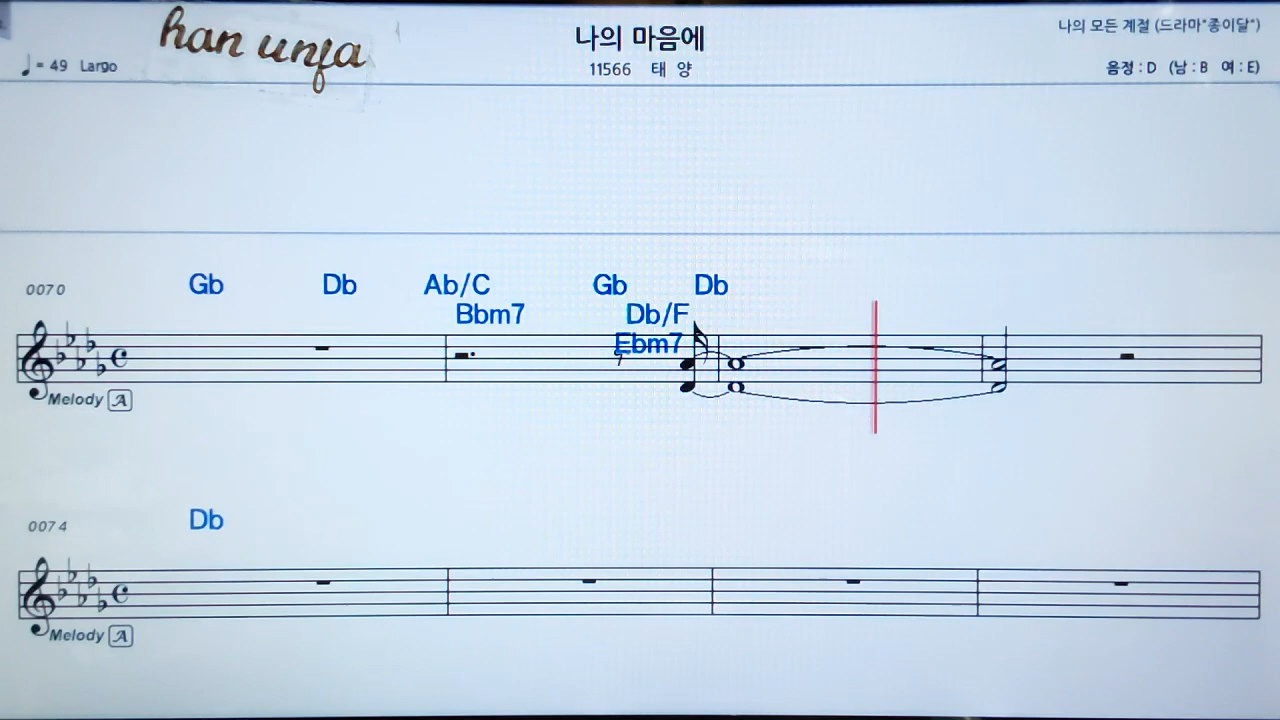 han unfa
나의 마음에
나의 모든 계절 (드라마"종이달")
♩= 49 Largo
11566 태 양
음정 : D (남 : B 여 : E)
0070 Gb Db Ab/C Gb Db
Bbm7 Db/F
Ebm7
Melody A
0074 Db
Melody A